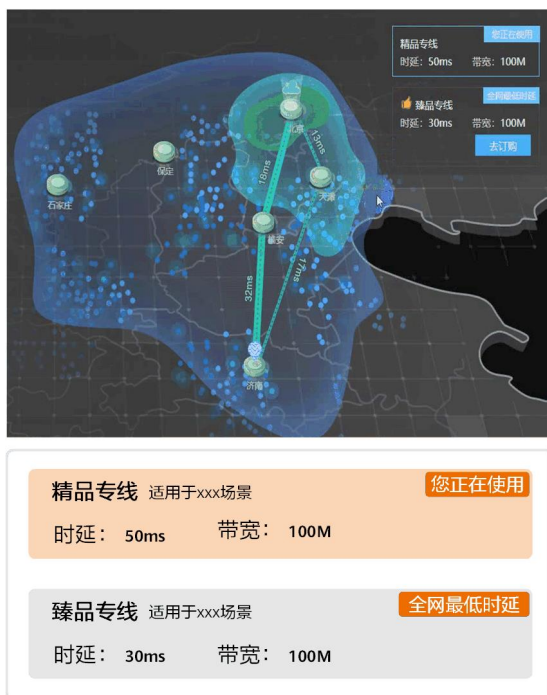 您正在使用
精品专线
时延：50ms 带宽：100M
全网最低时延
臻品专线
时延：30ms 带宽：100M
去订购
北京
13ms
保定
18ms
天津
石家庄
雄安
17ms
32ms
济南
精品专线 适用于xxx场景 您正在使用
时延： 50ms 带宽： 100M
臻品专线 适用于xxx场景 全网最低时延
时延： 30ms 带宽： 100M